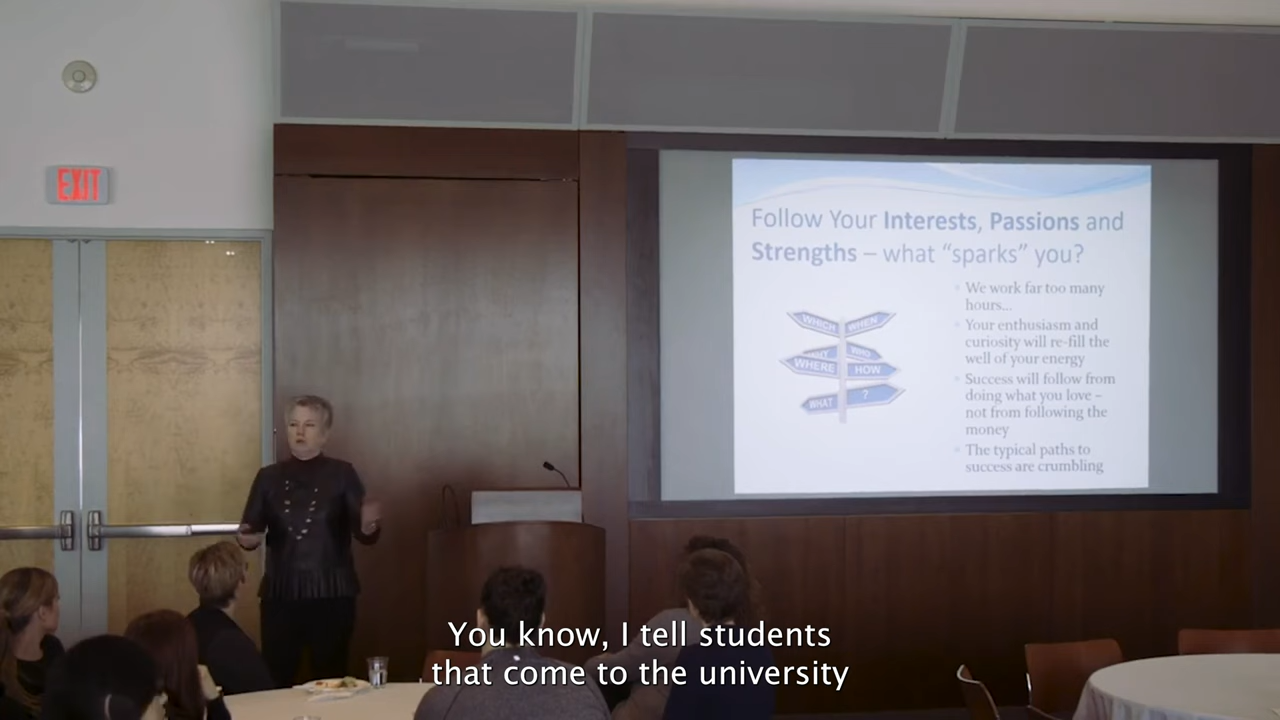 EXIT
Follow Your Interests, Passions and
Strengths – what “sparks” you?
We work far too many
hours...
Your enthusiasm and
curiosity will re-fill the
well of your energy
Success will follow from
doing what you love –
not from following the
money
The typical paths to
success are crumbling
WHICH
WHEN
WHO
WHERE
HOW
WHAT
?
You know, I tell students
that come to the university